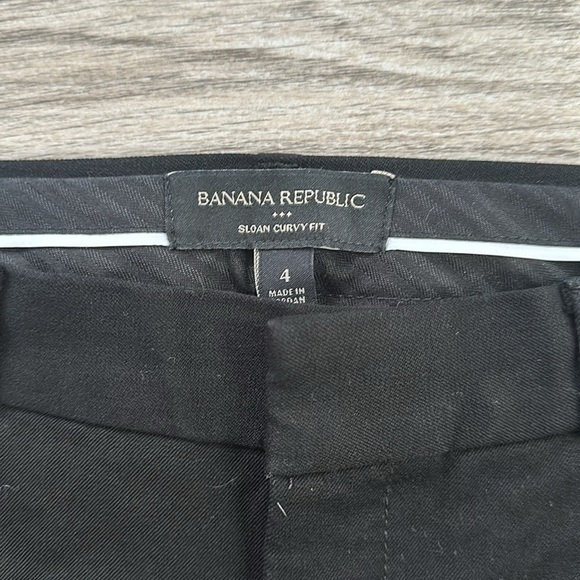 BANANA REPUBLIC
SLOAN CURVY FIT
4
MADE IN